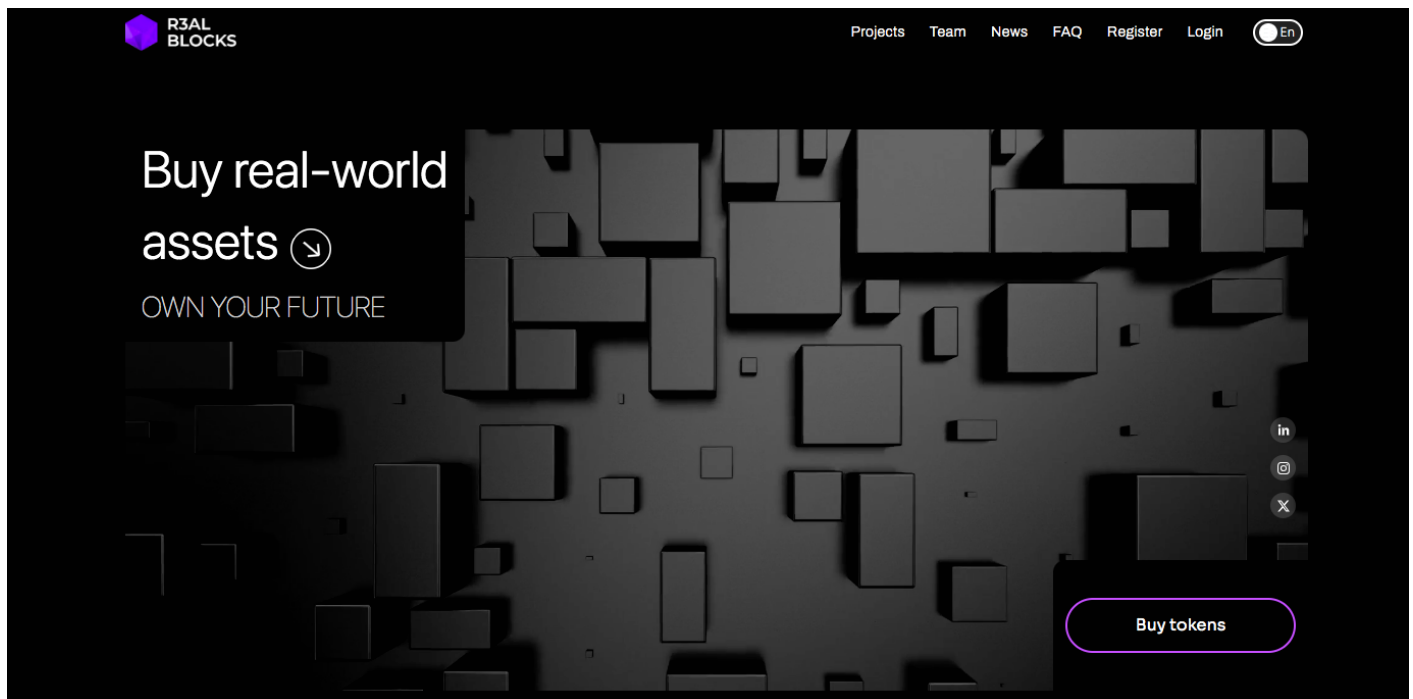 R3AL
BLOCKS
Projects Team News FAQ Register Login En
Buy real-world
assets
OWN YOUR FUTURE
in
X
Buy tokens